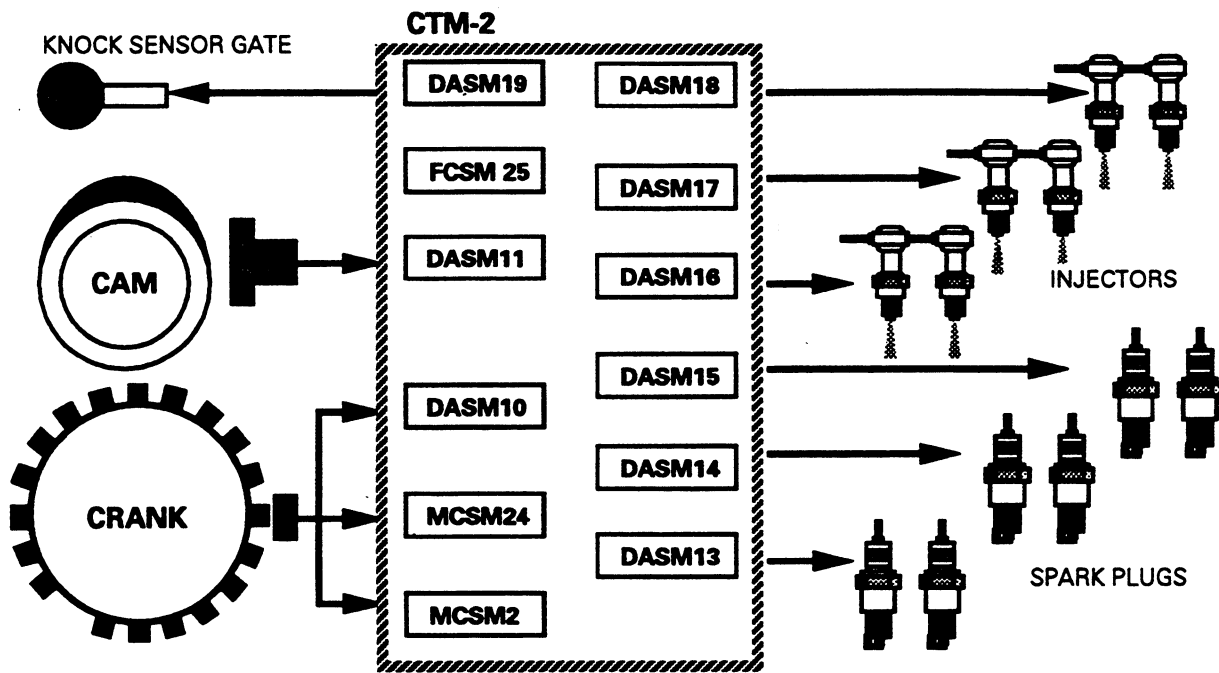 CTM-2
KNOCK SENSOR GATE
DASM19
DASM18
FCSM 25
DASM17
DASM11
CAM
DASM16
INJECTORS
DASM15
DASM10
DASM14
CRANK
MCSM24
DASM13
SPARK PLUGS
MCSM2